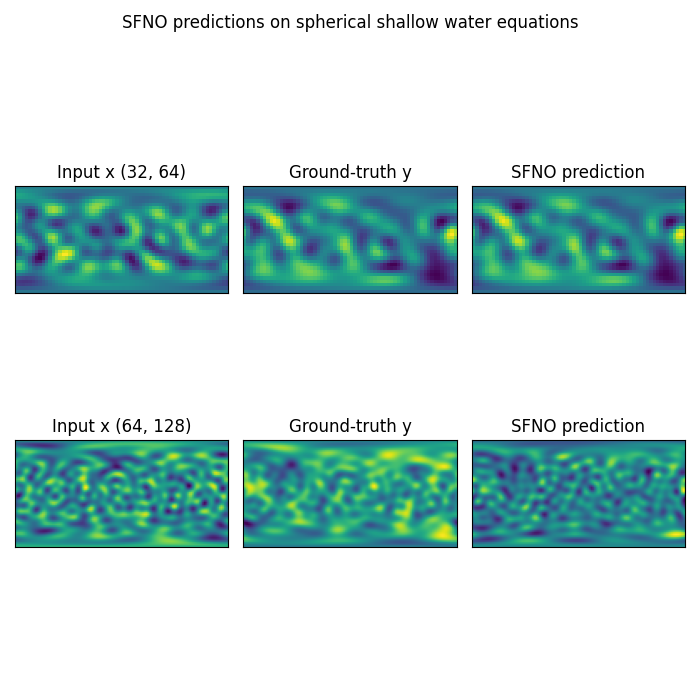 SFNO predictions on spherical shallow water equations
Input x (32, 64)
Ground-truth y
SFNO prediction
Input x (64, 128)
Ground-truth y
SFNO prediction